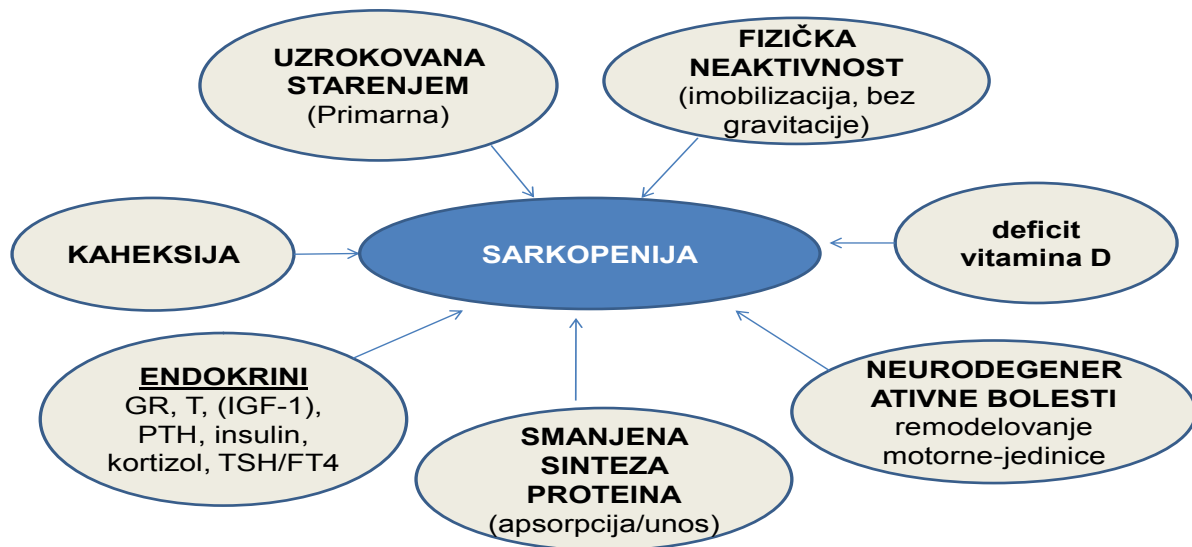 UZROKOVANA
STARENJEM
(Primarna)
FIZIČKA
NEAKTIVNOST
(imobilizacija, bez
gravitacije)
KAHEKSIJA
SARKOPENIJA
deficit
vitamina D
ENDOKRINI
GR, T, (IGF-1),
PTH, insulin,
kortizol, TSH/FT4
SMANJENA
SINTEZA
PROTEINA
(apsorpcija/unos)
NEURODEGENER
ATIVNE BOLESTI
remodelovanje
motorne-jedinice